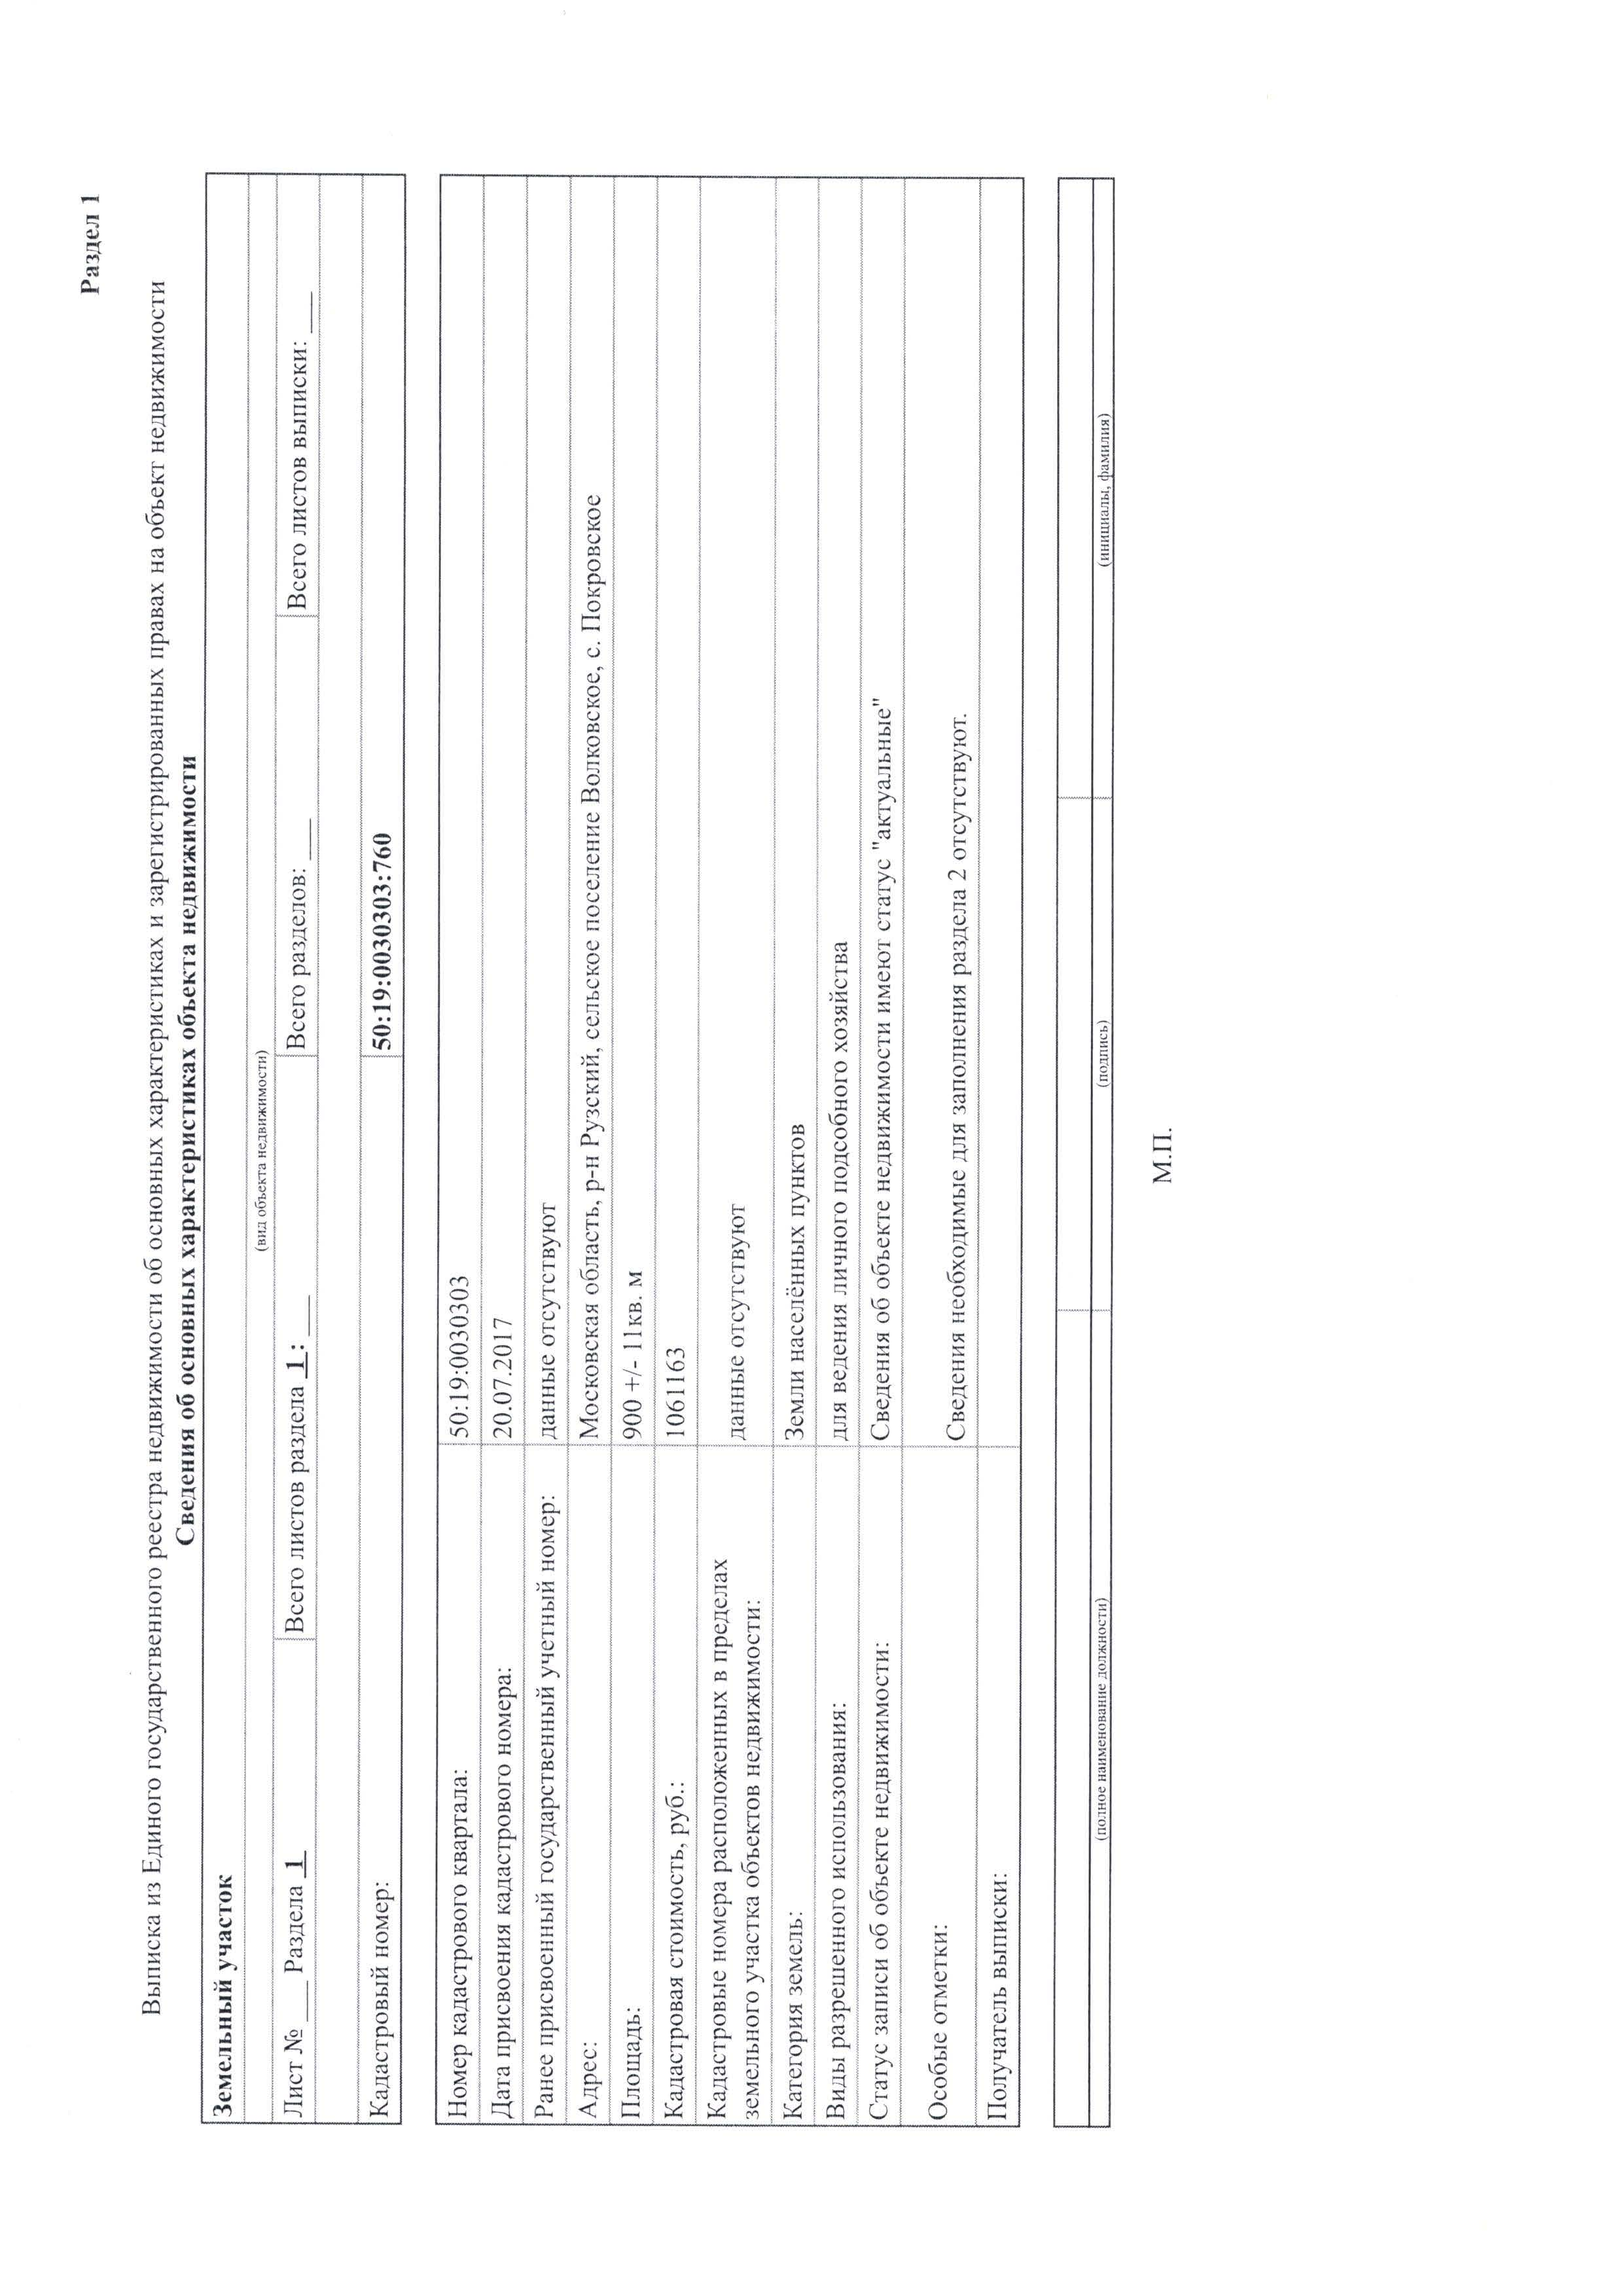 Раздел 1
Выписка из Единого государственного реестра недвижимости об основных характеристиках и зарегистрированных правах на объект недвижимости
Сведения об основных характеристиках объекта недвижимости
Земельный участок
(вид объекта недвижимости)
Лист № ___ Раздела 1 Всего листов раздела 1 : ___ Всего разделов: ___ Всего листов выписки: ___
Кадастровый номер: 50:19:0030303:760
Номер кадастрового квартала: 50:19:0030303
Дата присвоения кадастрового номера: 20.07.2017
Ранее присвоенный государственный учетный номер: данные отсутствуют
Адрес: Московская область, р-н Рузский, сельское поселение Волковское, с. Покровское
Площадь: 900 +/- 11кв. м
Кадастровая стоимость, руб.: 1061163
Кадастровые номера расположенных в пределах
земельного участка объектов недвижимости: данные отсутствуют
Категория земель: Земли населённых пунктов
Виды разрешенного использования: для ведения личного подсобного хозяйства
Статус записи об объекте недвижимости: Сведения об объекте недвижимости имеют статус "актуальные"
Особые отметки: Сведения необходимые для заполнения раздела 2 отсутствуют.
Получатель выписки:
(полное наименование должности) (подпись) (инициалы, фамилия)
М.П.